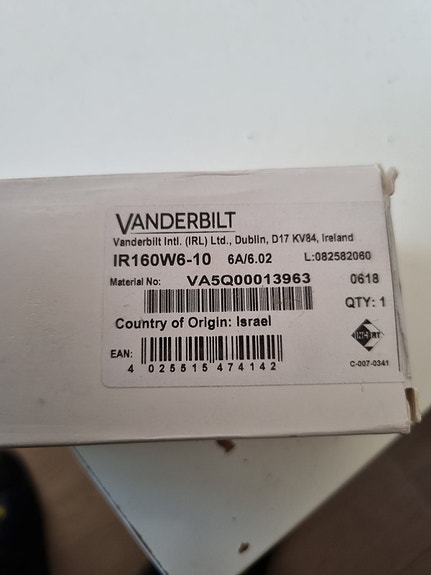 VANDERBILT
Vanderbilt Intl. (IRL) Ltd., Dublin, D17 KV84, Ireland
IR160W6-10 6A/6.02 L:082582060
Material No: VA5Q00013963 0618
QTY: 1
Country of Origin: Israel
INCELT
EAN:
4 025515 474142
C-007-0341